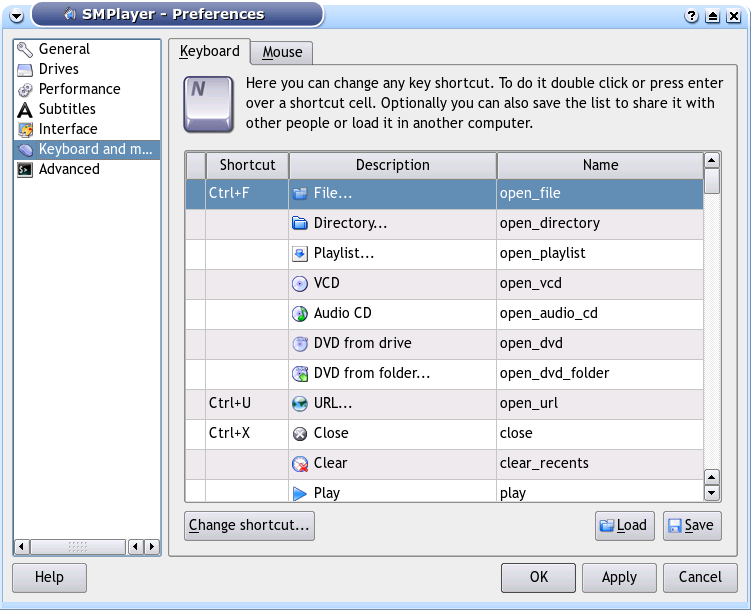 SMPlayer - Preferences
General
Drives
Performance
Subtitles
Interface
Keyboard and m...
Advanced
Keyboard
Mouse
N
Here you can change any key shortcut. To do it double click or press enter
over a shortcut cell. Optionally you can also save the list to share it with
other people or load it in another computer.
Shortcut Description Name
Ctrl+F File... open_file
Directory... open_directory
Playlist... open_playlist
VCD open_vcd
Audio CD open_audio_cd
DVD from drive open_dvd
DVD from folder... open_dvd_folder
Ctrl+U URL... open_url
Ctrl+X Close close
Clear clear_recents
Play play
Change shortcut... Load Save
Help OK Apply Cancel